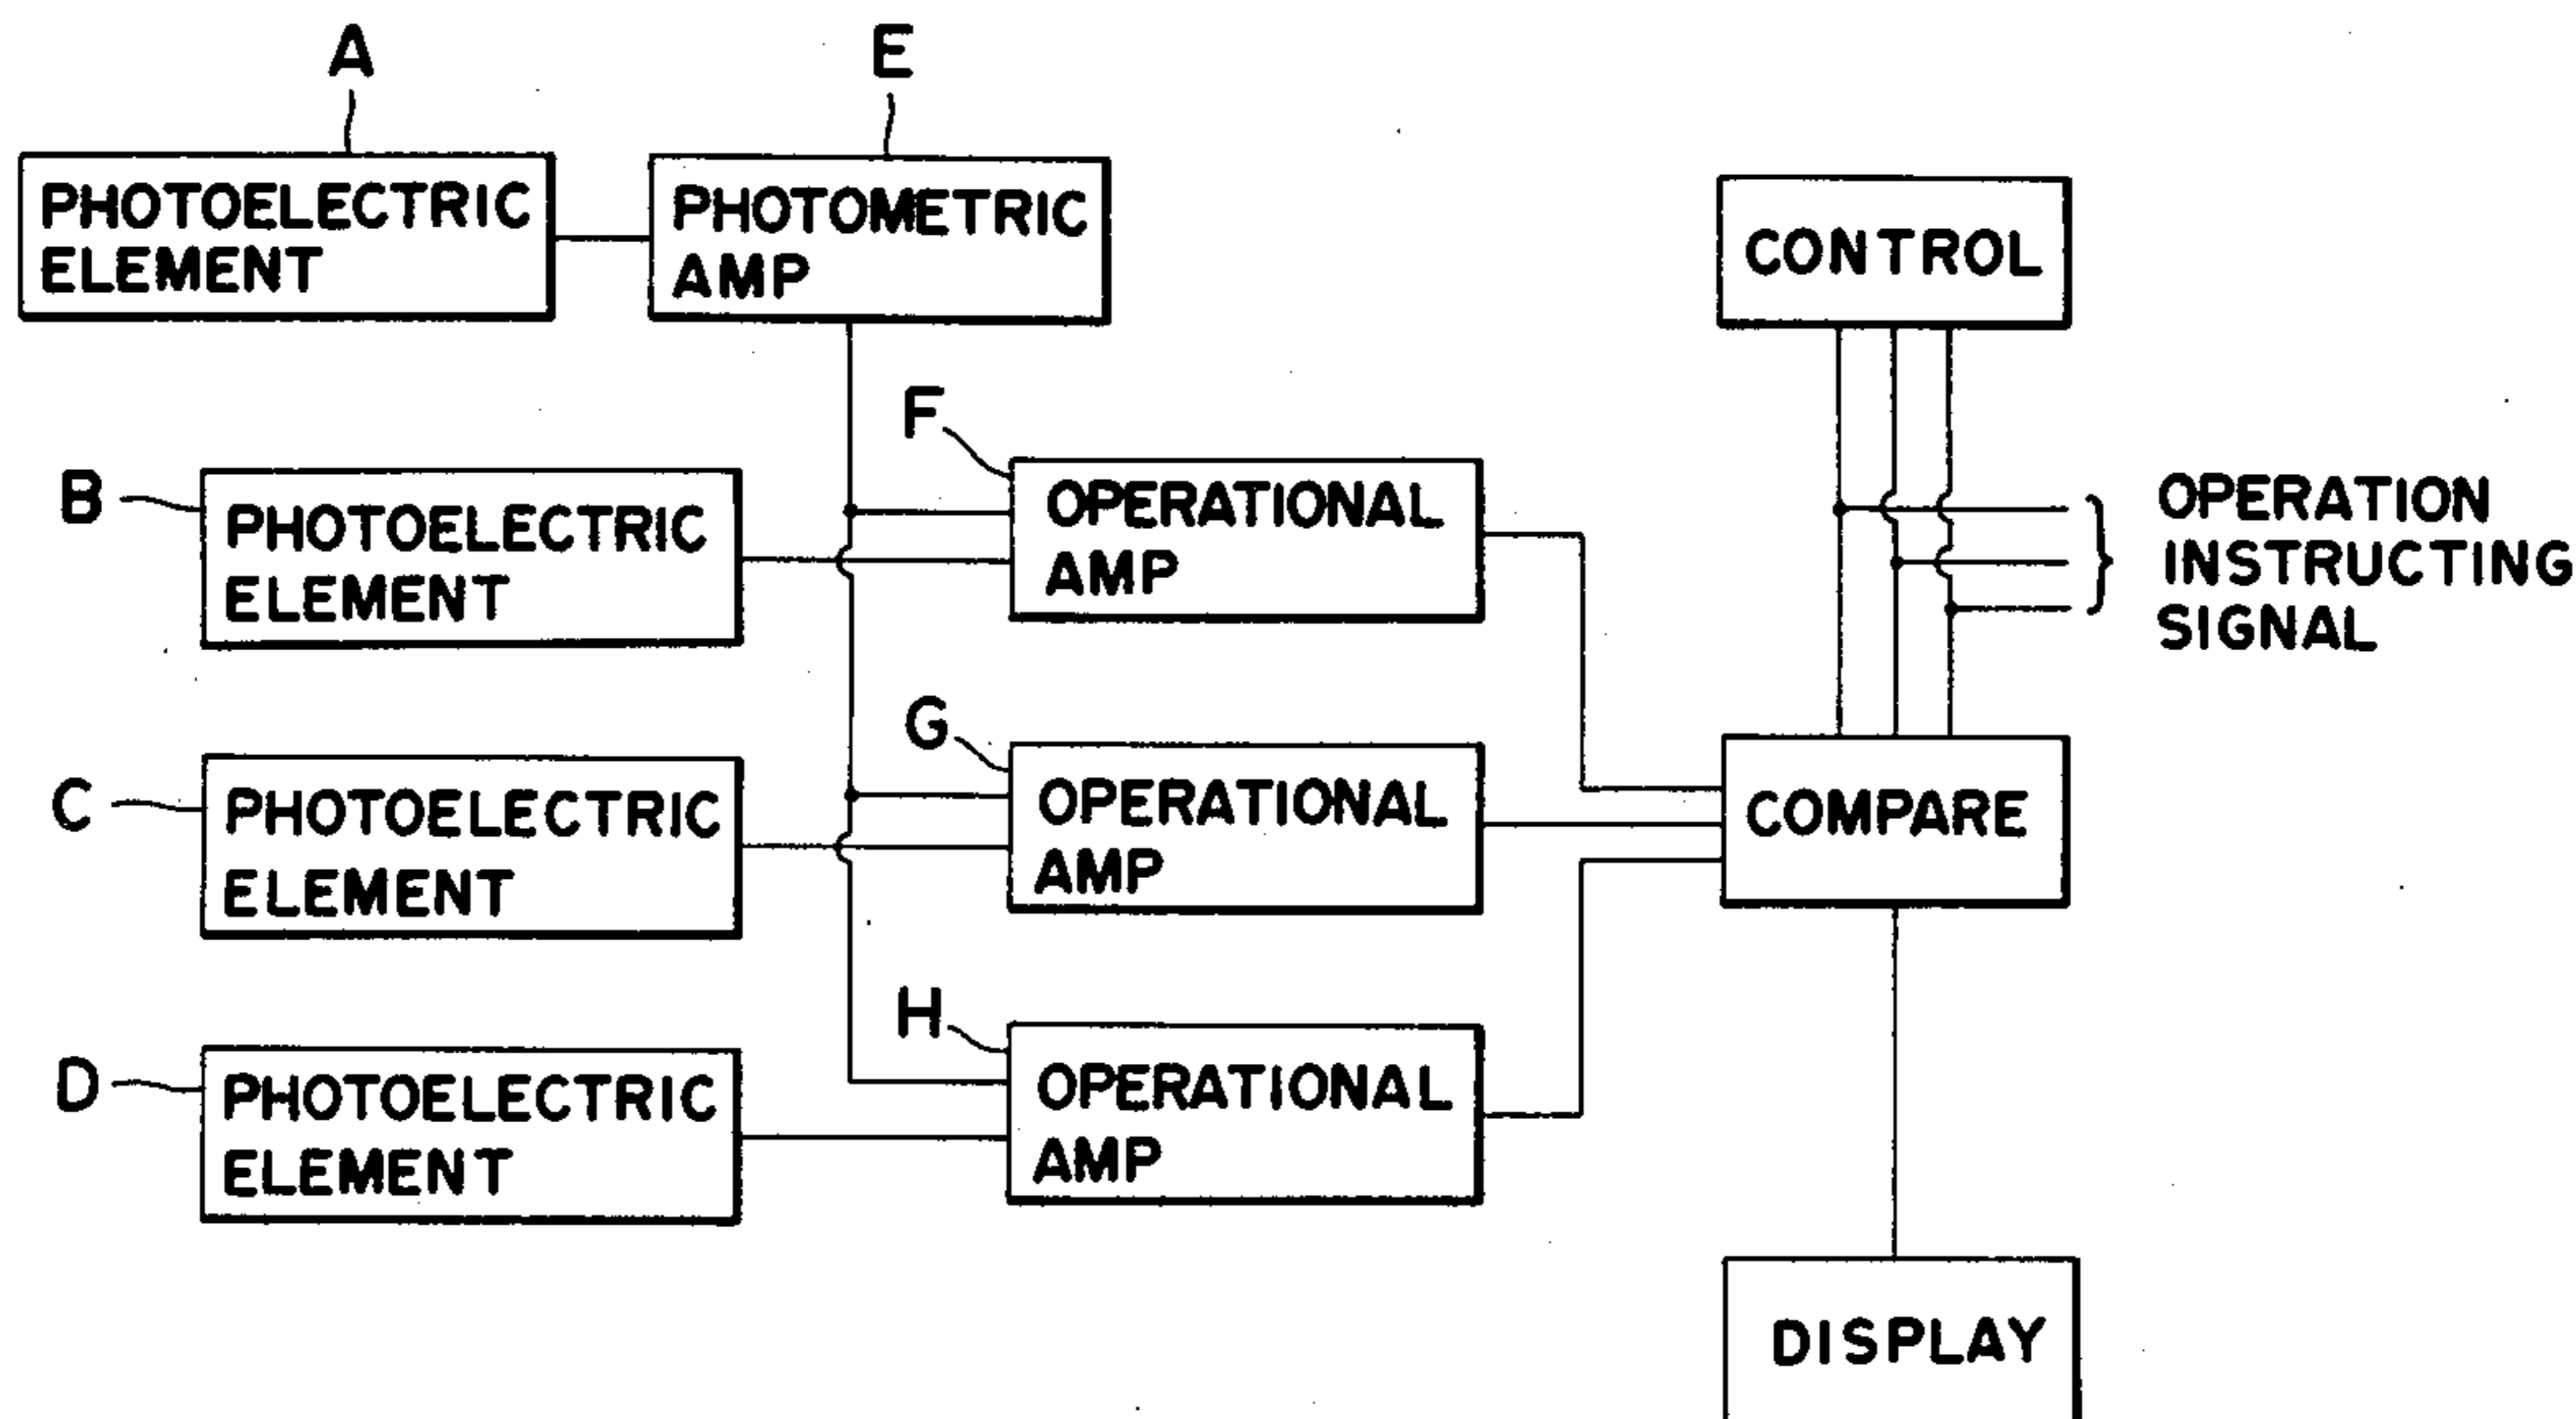 A
E
PHOTOELECTRIC
ELEMENT
PHOTOMETRIC
AMP
CONTROL
F
B
PHOTOELECTRIC
ELEMENT
OPERATIONAL
AMP
OPERATION
INSTRUCTING
SIGNAL
G
C
PHOTOELECTRIC
ELEMENT
OPERATIONAL
AMP
COMPARE
H
D
PHOTOELECTRIC
ELEMENT
OPERATIONAL
AMP
DISPLAY